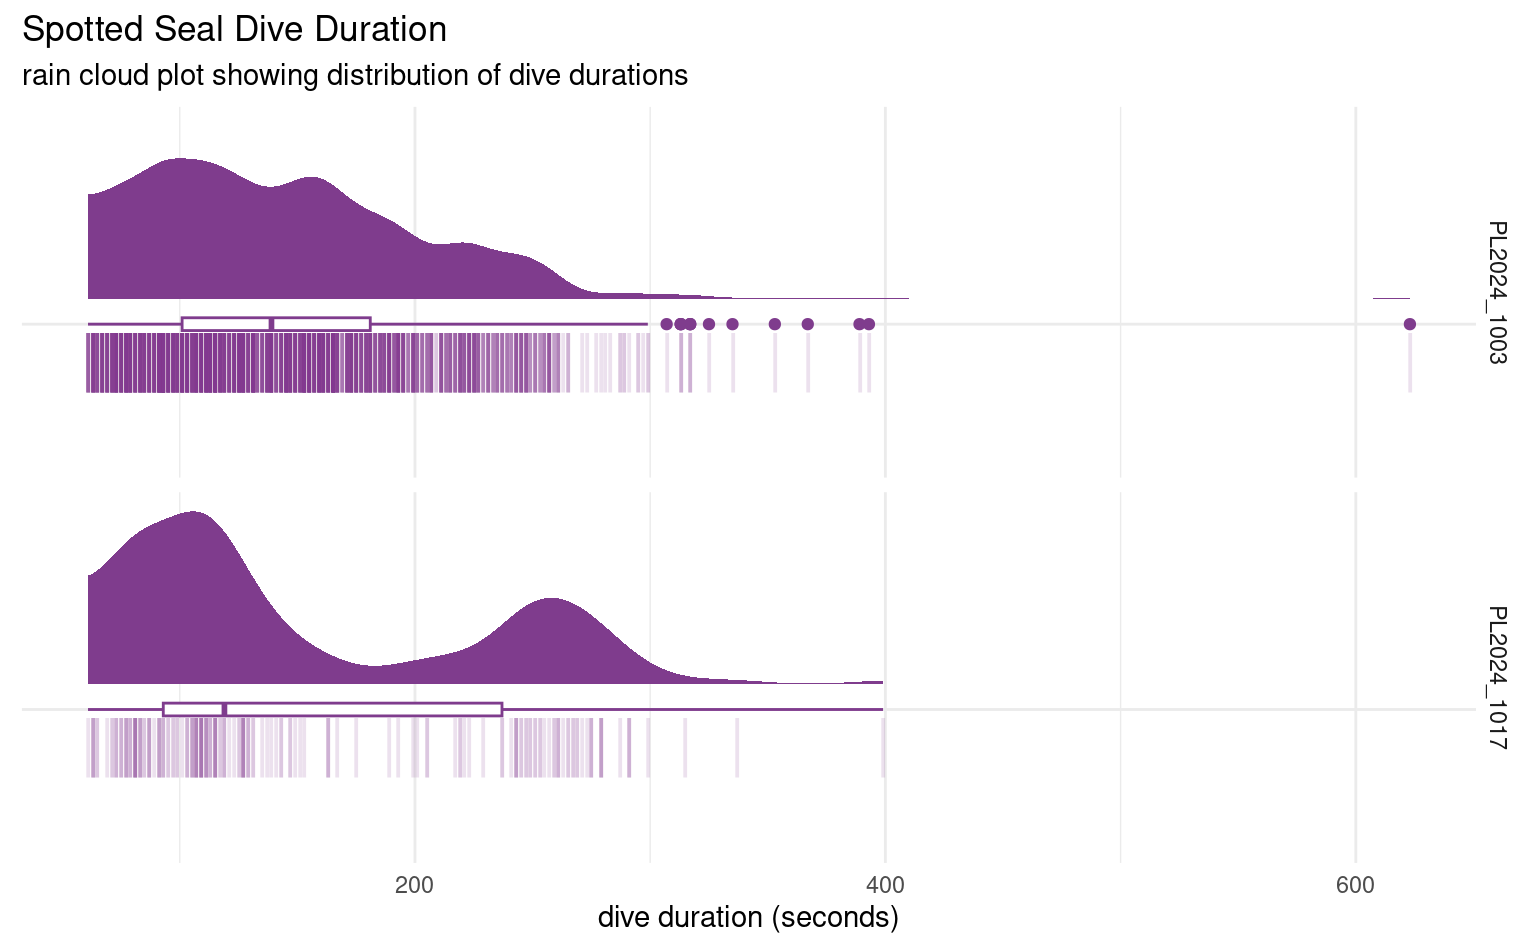 Spotted Seal Dive Duration
rain cloud plot showing distribution of dive durations
PL2024_1003
PL2024_1017
200
400
600
dive duration (seconds)